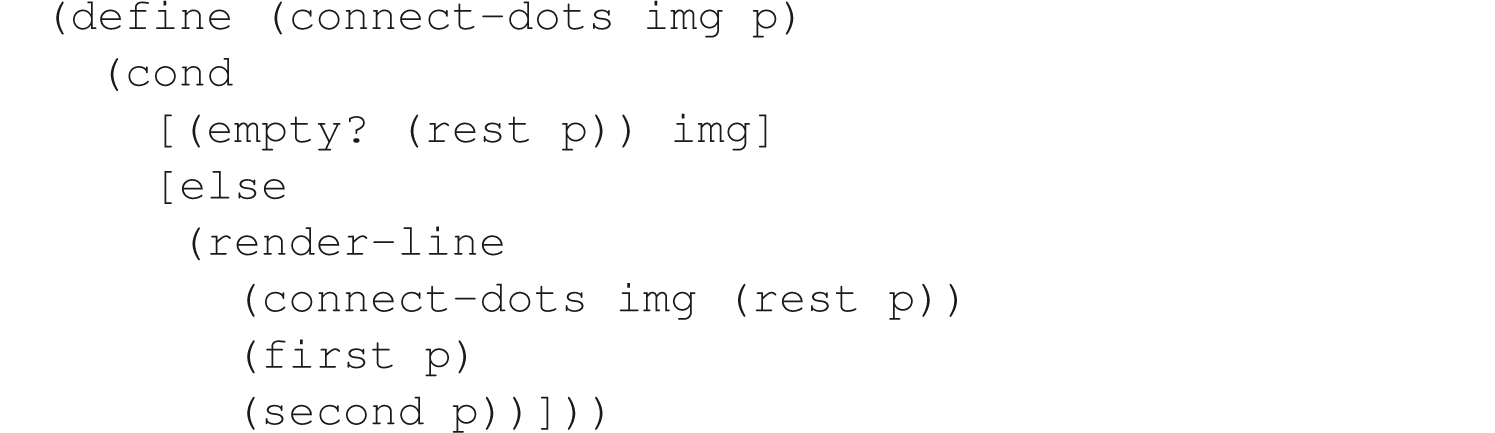 (define (connect-dots img p)
  (cond
    [(empty? (rest p)) img]
    [else
     (render-line
       (connect-dots img (rest p))
       (first p)
       (second p))]))